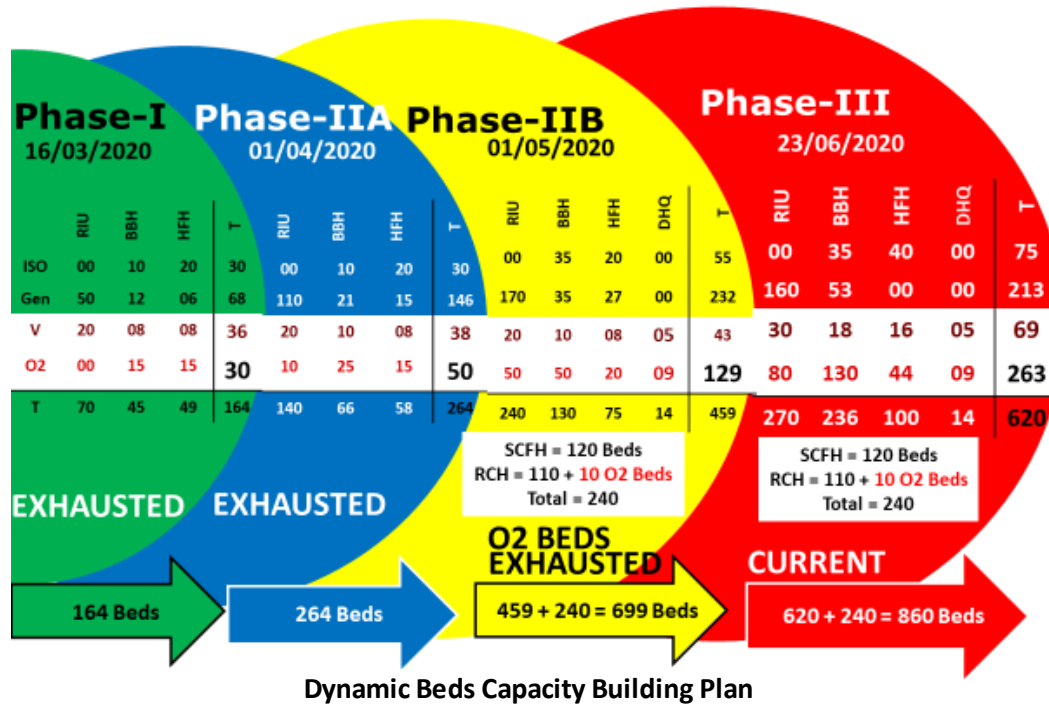 Phase-I
16/03/2020
RIU BBH HFH T
ISO 00 10 20 30
Gen 50 12 06 68
V 20 08 08 36
O2 00 15 15 30
T 70 45 49 164
EXHAUSTED
164 Beds
Phase-IIA
01/04/2020
RIU BBH HFH T
00 10 20 30
110 21 15 146
20 10 08 38
10 25 15 50
140 66 58 264
EXHAUSTED
264 Beds
Phase-IIB
01/05/2020
RIU BBH HFH DHQ T
00 35 20 00 55
170 35 27 00 232
20 10 08 05 43
50 50 20 09 129
240 130 75 14 459
SCFH = 120 Beds
RCH = 110 + 10 O2 Beds
Total = 240
O2 BEDS
EXHAUSTED
459 + 240 = 699 Beds
Phase-III
23/06/2020
RIU BBH HFH DHQ T
00 35 40 00 75
160 53 00 00 213
30 18 16 05 69
80 130 44 09 263
270 236 100 14 620
SCFH = 120 Beds
RCH = 110 + 10 O2 Beds
Total = 240
CURRENT
620 + 240 = 860 Beds
Dynamic Beds Capacity Building Plan